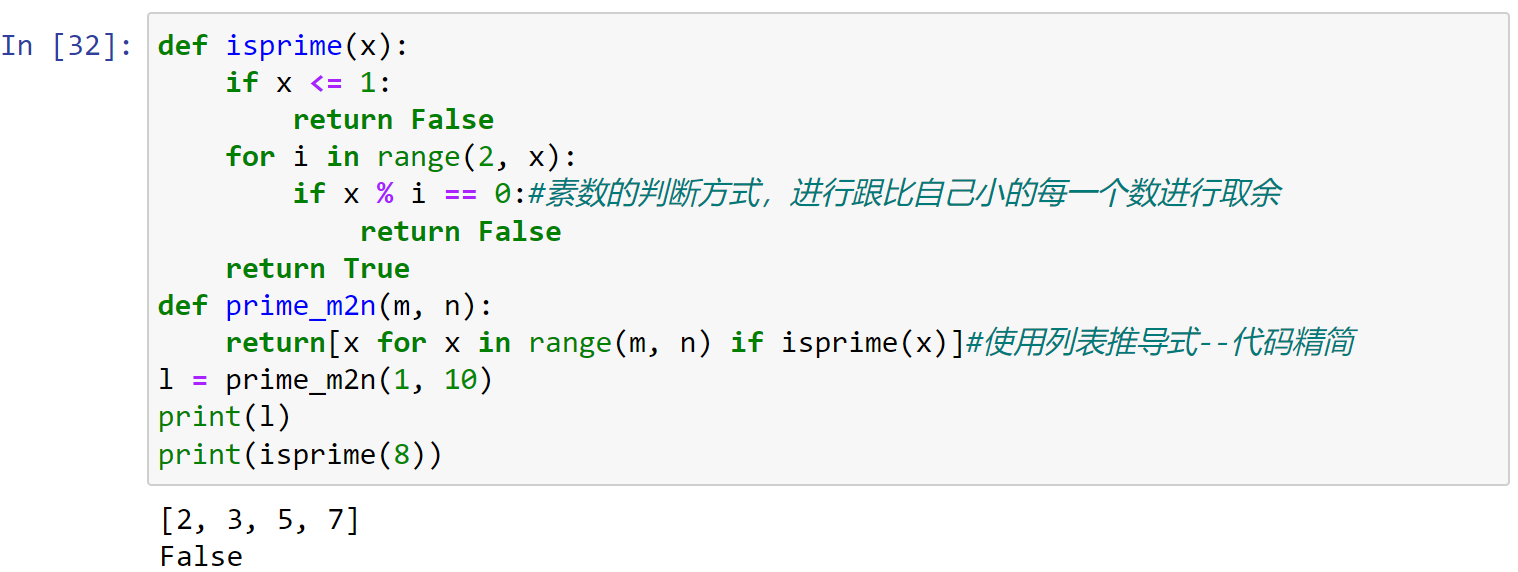 In [32]:
def isprime(x):
    if x <= 1:
        return False
    for i in range(2, x):
        if x % i == 0:#素数的判断方式，进行跟比自己小的每一个数进行取余
            return False
    return True
def prime_m2n(m, n):
    return[x for x in range(m, n) if isprime(x)]#使用列表推导式--代码精简
l = prime_m2n(1, 10)
print(l)
print(isprime(8))
[2, 3, 5, 7]
False